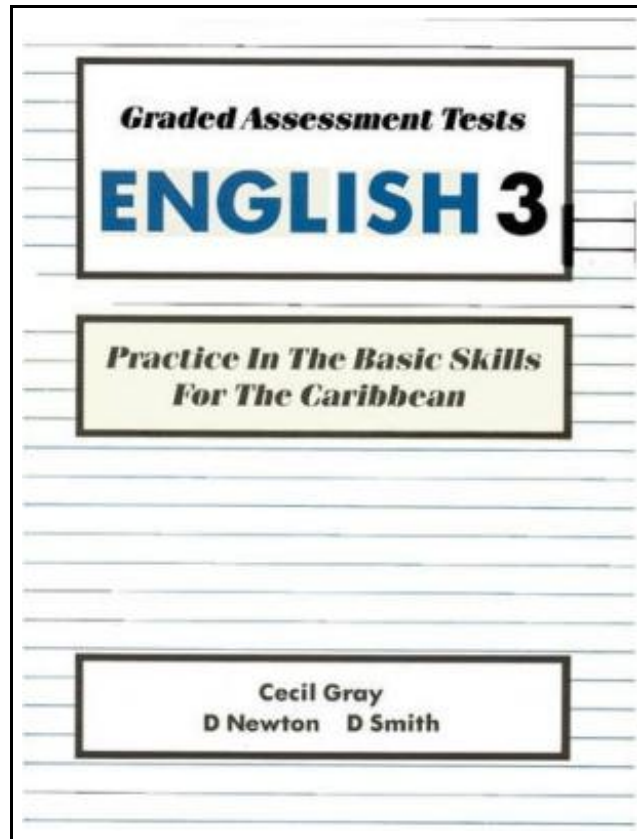 Graded Assessment Tests
ENGLISH 3
Practice In The Basic Skills
For The Caribbean
Cecil Gray
D Newton D Smith